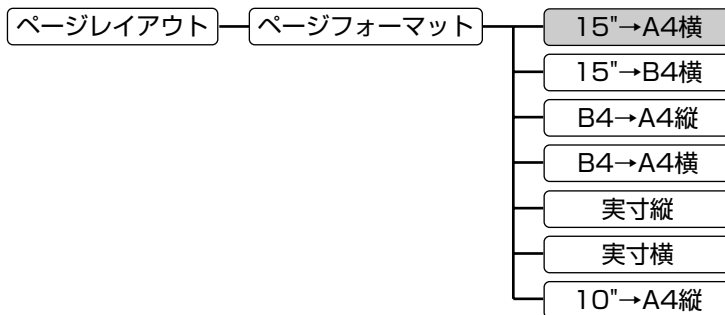 ページレイアウト ページフォーマット 15"→A4横
15"→B4横
B4→A4縦
B4→A4横
実寸縦
実寸横
10"→A4縦